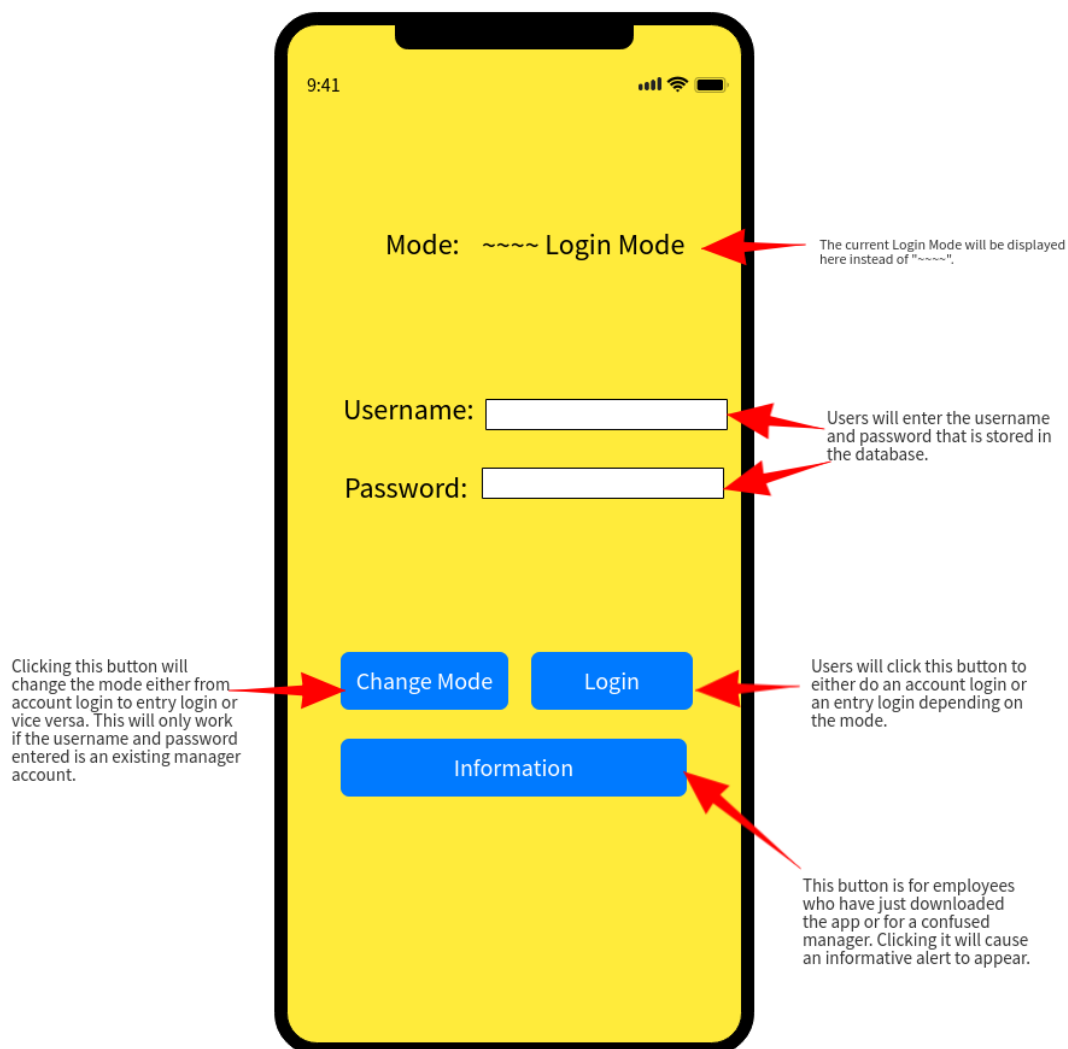 9:41
Mode: ~~~~ Login Mode
The current Login Mode will be displayed
here instead of "~~~~".
Username:
Password:
Users will enter the username
and password that is stored in
the database.
Clicking this button will
change the mode either from
account login to entry login or
vice versa. This will only work
if the username and password
entered is an existing manager
account.
Change Mode
Login
Users will click this button to
either do an account login or
an entry login depending on
the mode.
Information
This button is for employees
who have just downloaded
the app or for a confused
manager. Clicking it will cause
an informative alert to appear.